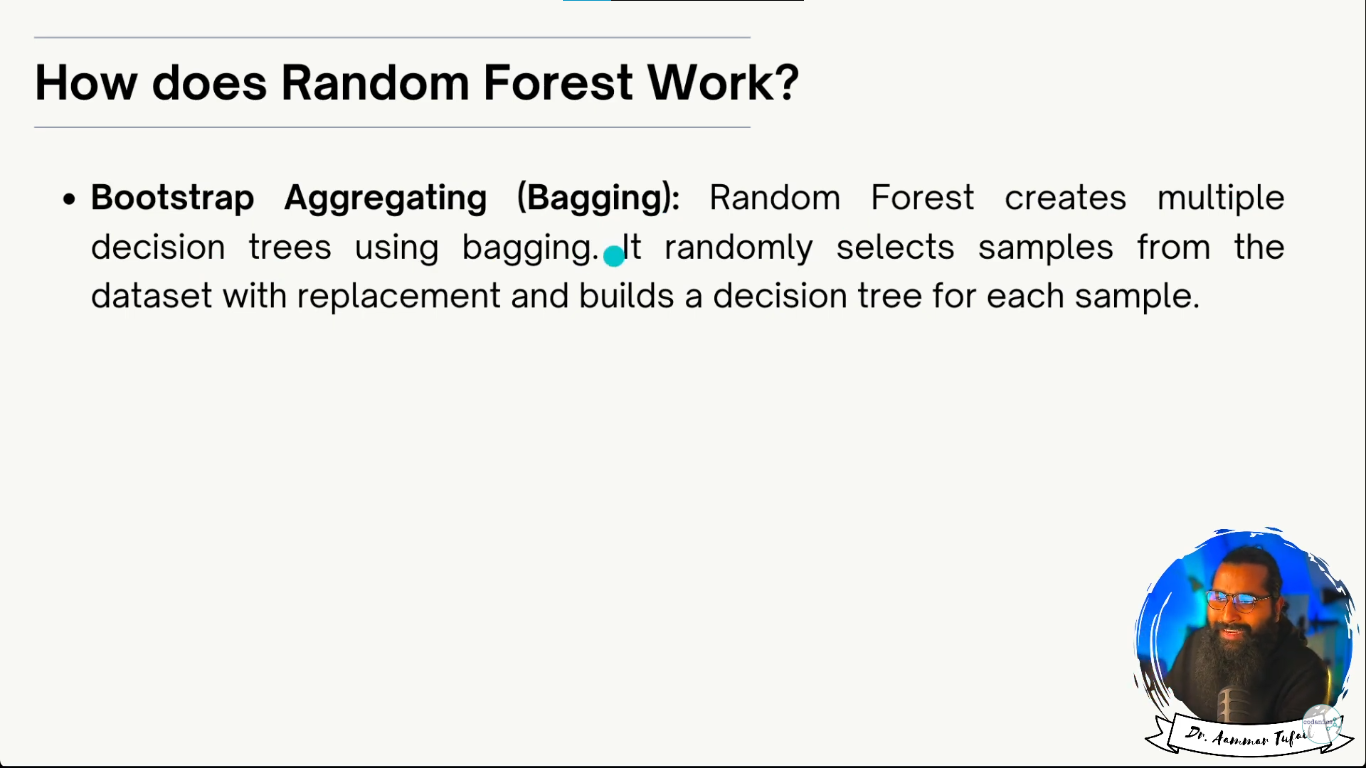 How does Random Forest Work?
• Bootstrap Aggregating (Bagging): Random Forest creates multiple
decision trees using bagging. It randomly selects samples from the
dataset with replacement and builds a decision tree for each sample.
Dr. Aammar